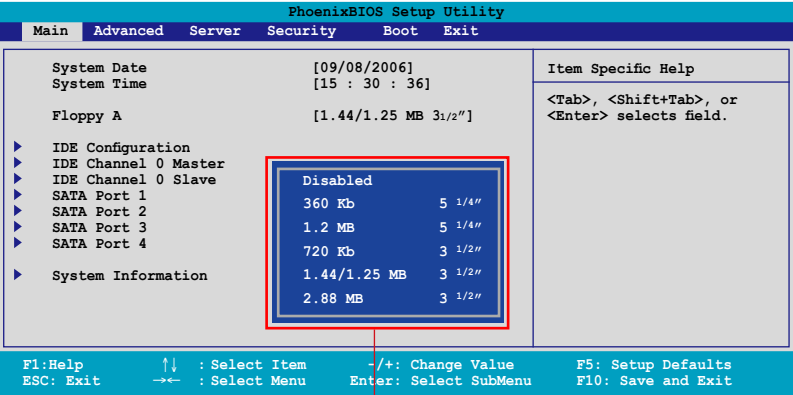 PhoenixBIOS Setup Utility
Main Advanced Server Security Boot Exit
System Date [09/08/2006]
System Time [15 : 30 : 36]
Floppy A [1.44/1.25 MB 31/2″]
IDE Configuration
IDE Channel 0 Master
IDE Channel 0 Slave
SATA Port 1
SATA Port 2
SATA Port 3
SATA Port 4
System Information
Disabled
360 Kb 5 1/4″
1.2 MB 5 1/4″
720 Kb 3 1/2″
1.44/1.25 MB 3 1/2″
2.88 MB 3 1/2″
Item Specific Help
<Tab>, <Shift+Tab>, or
<Enter> selects field.
F1:Help ↑↓ : Select Item -/+: Change Value F5: Setup Defaults
ESC: Exit →← : Select Menu Enter: Select SubMenu F10: Save and Exit